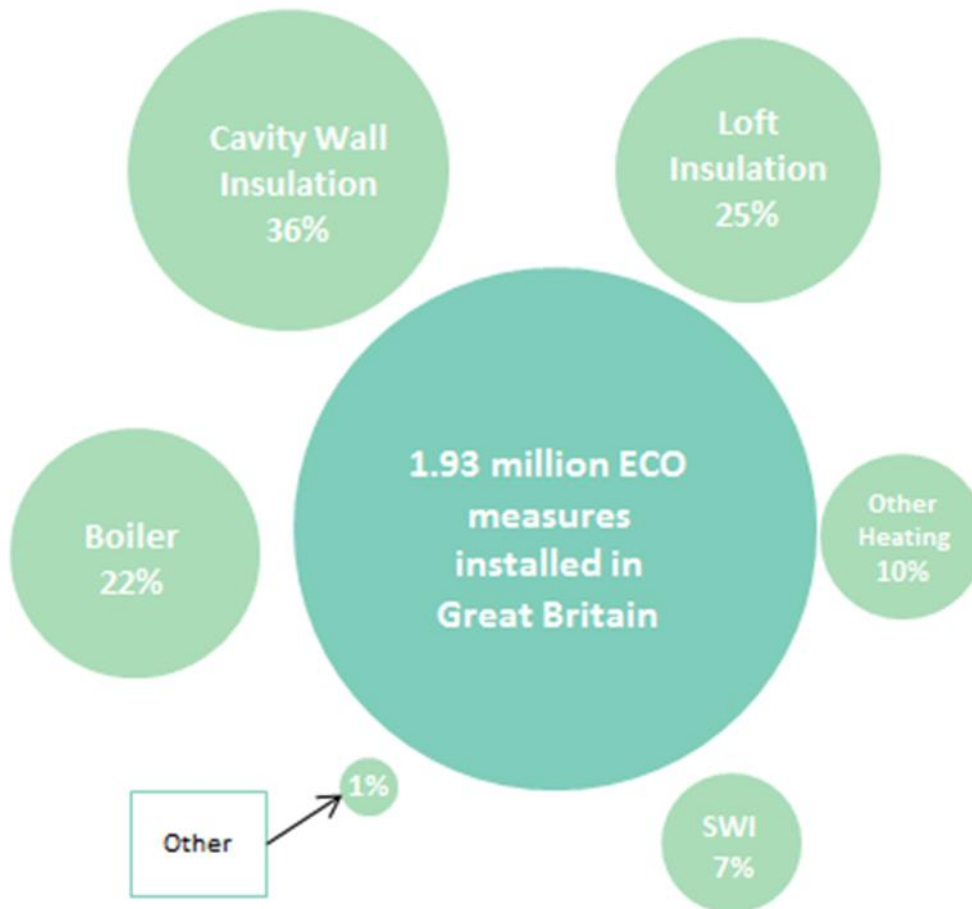 Cavity Wall
Insulation
36%
Loft
Insulation
25%
1.93 million ECO
measures
installed in
Great Britain
Boiler
22%
Other
Heating
10%
1%
Other
SWI
7%